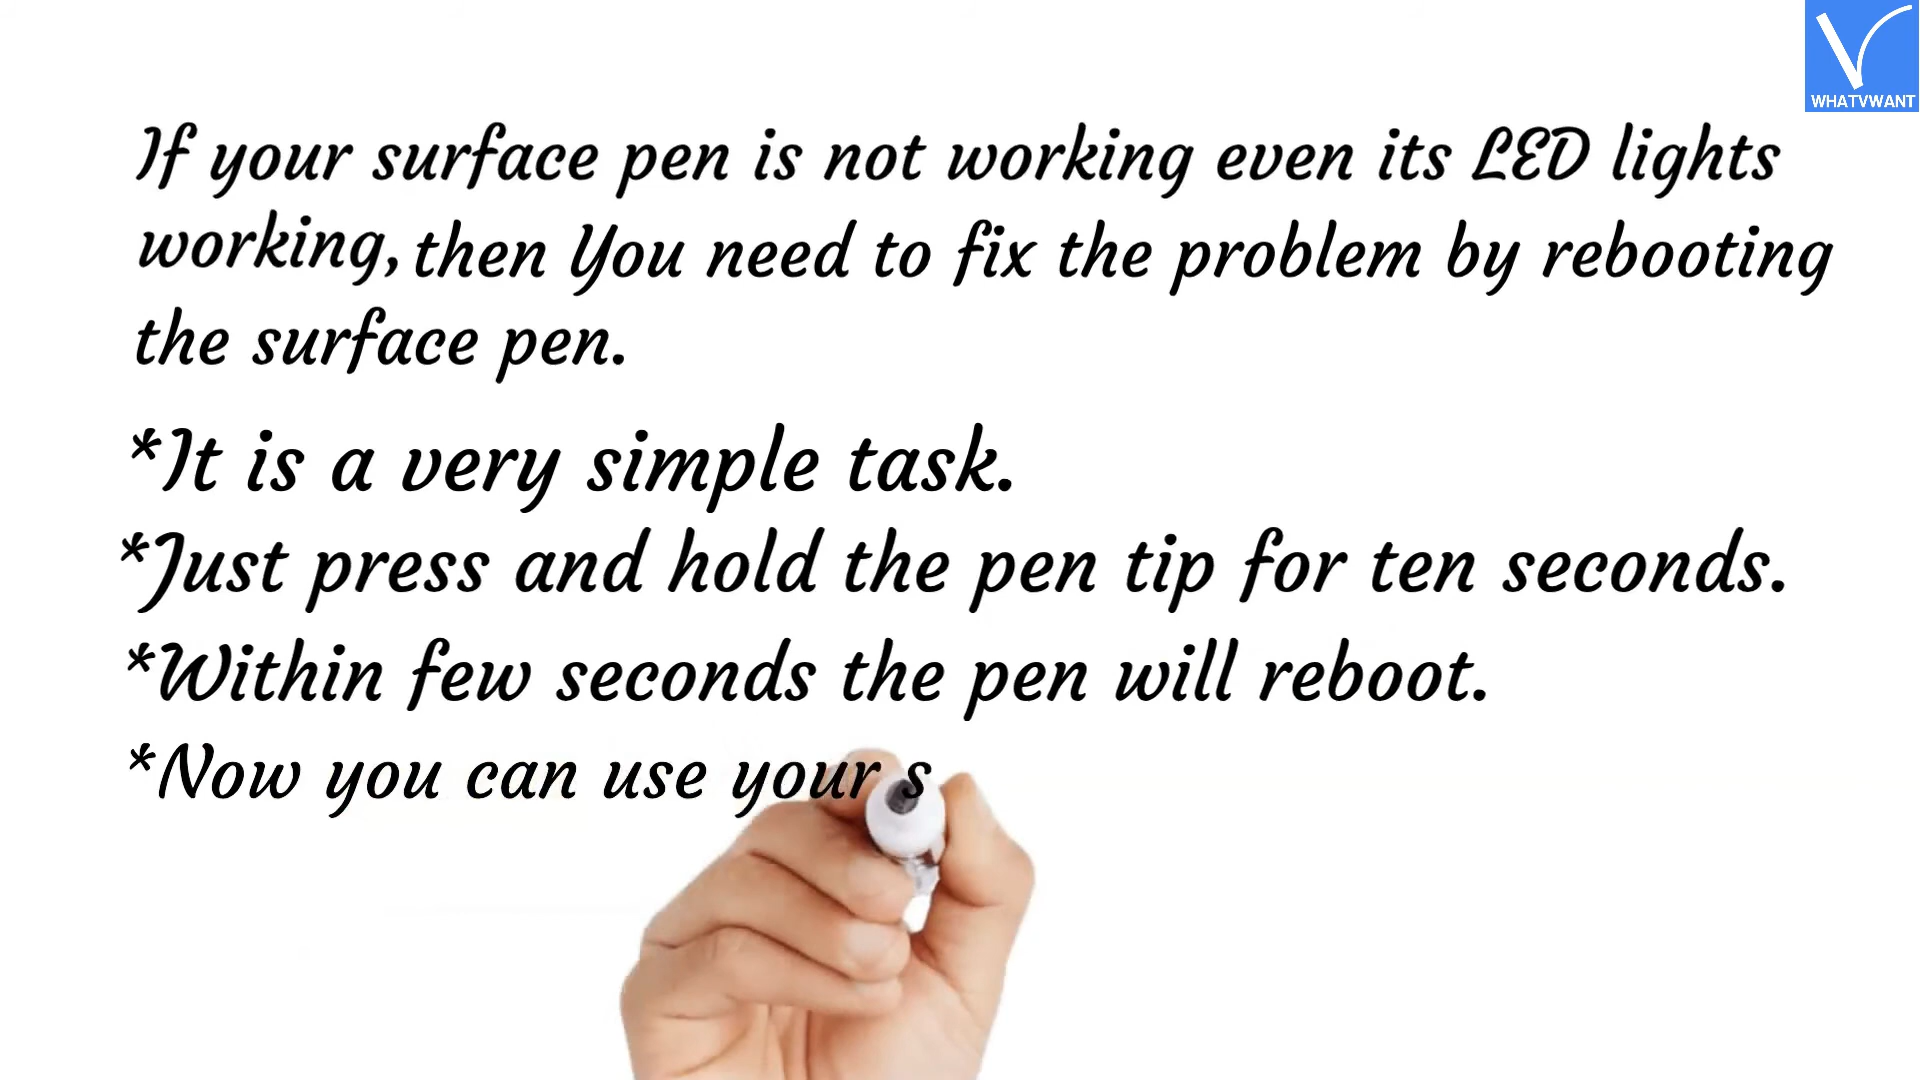 WHATVWANT
If your surface pen is not working even its LED lights
working, then You need to fix the problem by rebooting
the surface pen.
*It is a very simple task.
*Just press and hold the pen tip for ten seconds.
*Within few seconds the pen will reboot.
*Now you can use your s